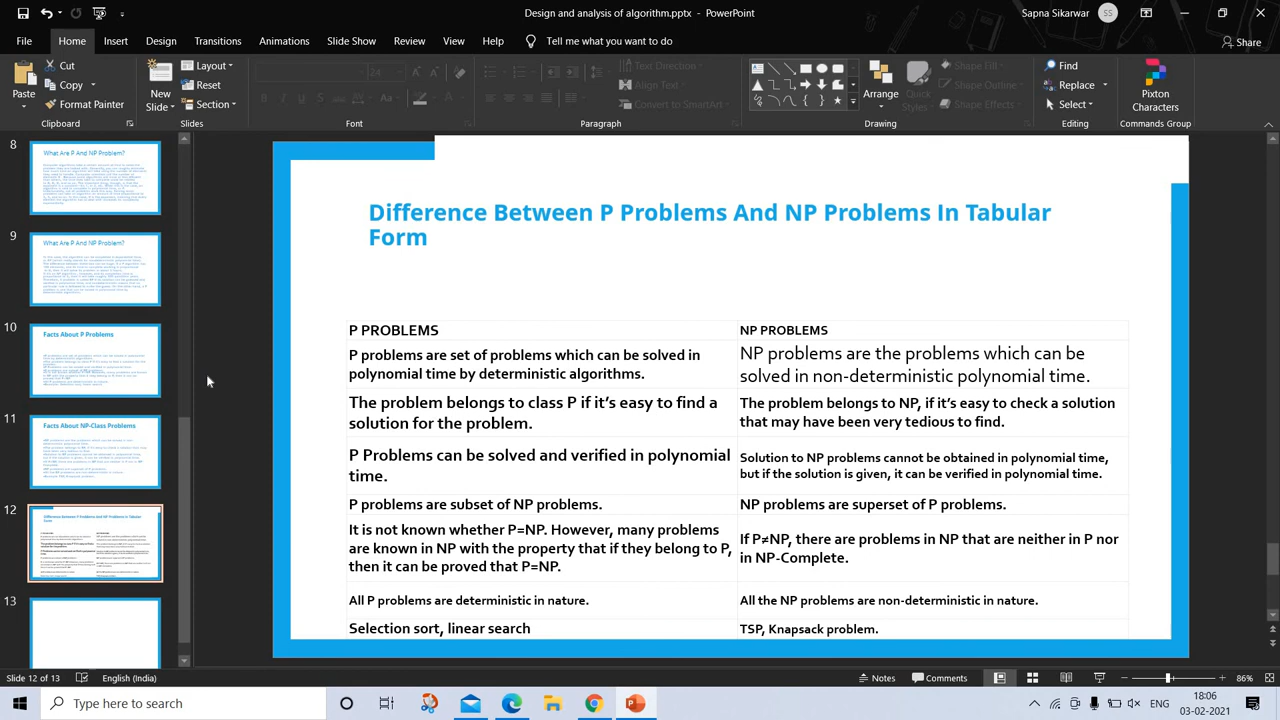 Design and analysis of algorithm.pptx - PowerPoint
Sapna Sikarwar
SS
File Home Insert Design Transitions Animations Slide Show Review View Help Tell me what you want to do
Share
Paste
Cut
Copy
Format Painter
Clipboard
New Slide
Layout
Reset
Section
Slides
24
Font
Text Direction
Align Text
Convert to SmartArt
Paragraph
Arrange
Quick Styles
Shape Fill
Shape Outline
Shape Effects
Drawing
Find
Replace
Select
Editing
Pixton Characters
Commands Group
8
What Are P And NP Problem?
9
What Are P And NP Problem?
10
Facts About P Problems
11
Facts About NP-Class Problems
12
Difference Between P Problems And NP Problems In Tabular Form
13
Difference Between P Problems And NP Problems In Tabular
Form
P PROBLEMS
NP PROBLEMS
P Problems are set of problems which can be solved in
polynomial time by deterministic algorithms.
NP Problems are the problems which can be
solved in non-deterministic polynomial time.
The problem belongs to class P if it’s easy to find a
solution for the problem.
The problem belongs to NP, if it’s easy to check a solution
that may have been very tedious to find.
P Problems can be solved and verified in polynomial
time.
Solution to NP problems cannot be obtained in polynomial time,
but if the solution is given, it can be verified in polynomial time.
P problems are subset of NP problems.
NP problems are superset of P problems.
It is not known whether P=NP. However, many problems
are known in NP with the property that if they belong to P,
then it can be proved that P=NP.
If P≠NP, there are problems in NP that are neither in P nor
in NP-Complete.
All P problems are deterministic in nature.
All the NP problems are non-deterministic in nature.
Selection sort, linear search
TSP, Knapsack problem.
Slide 12 of 13
English (India)
Notes
Comments
86%
Type here to search
ENG
18:06
03-02-2021